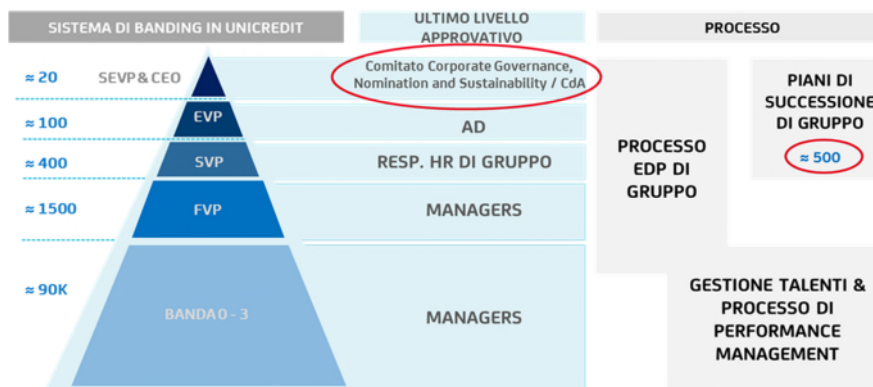 SISTEMA DI BANDING IN UNICREDIT
ULTIMO LIVELLO
APPROVATIVO
PROCESSO
≈ 20
SEVP & CEO
Comitato Corporate Governance,
Nomination and Sustainability / CdA
≈ 100
EVP
AD
≈ 400
SVP
RESP. HR DI GRUPPO
≈ 1500
FVP
MANAGERS
≈ 90K
BANDA 0 - 3
MANAGERS
PROCESSO
EDP DI
GRUPPO
PIANI DI
SUCCESSIONE
DI GRUPPO
≈ 500
GESTIONE TALENTI &
PROCESSO DI
PERFORMANCE
MANAGEMENT